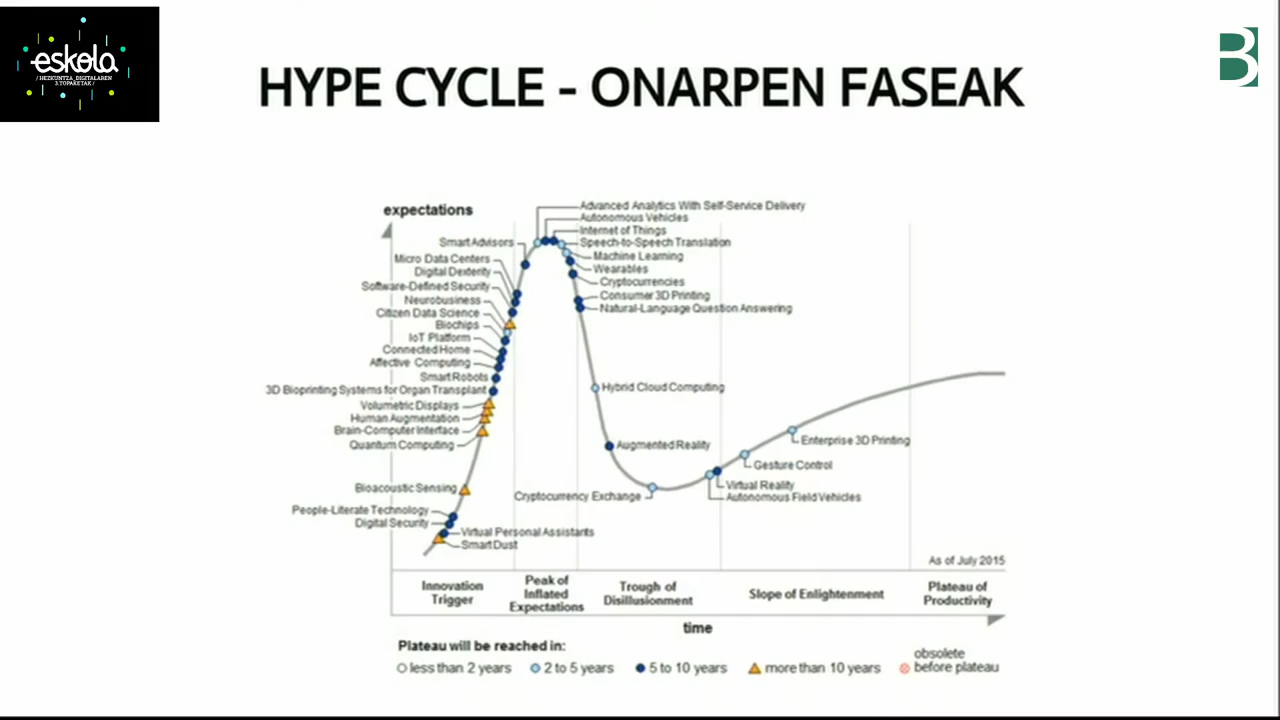 eskola
/ HEZKUNTZA_DIGITALAREN
3.TOPAKETAK /
B
HYPE CYCLE - ONARPEN FASEAK
expectations
Advanced Analytics With Self-Service Delivery
Autonomous Vehicles
Internet of Things
Speech-to-Speech Translation
Machine Learning
Wearables
Cryptocurrencies
Consumer 3D Printing
Natural-Language Question Answering
Smart Advisors
Micro Data Centers
Digital Dexterity
Software-Defined Security
Neurobusiness
Citizen Data Science
Biochips
IoT Platform
Connected Home
Affective Computing
Smart Robots
3D Bioprinting Systems for Organ Transplant
Volumetric Displays
Human Augmentation
Brain-Computer Interface
Quantum Computing
Bioacoustic Sensing
People-Literate Technology
Digital Security
Virtual Personal Assistants
Smart Dust
Hybrid Cloud Computing
Augmented Reality
Cryptocurrency Exchange
Enterprise 3D Printing
Gesture Control
Virtual Reality
Autonomous Field Vehicles
As of July 2015
Innovation
Trigger
Peak of
Inflated
Expectations
Trough of
Disillusionment
Slope of Enlightenment
Plateau of
Productivity
time
Plateau will be reached in:
less than 2 years
2 to 5 years
5 to 10 years
more than 10 years
obsolete
before plateau